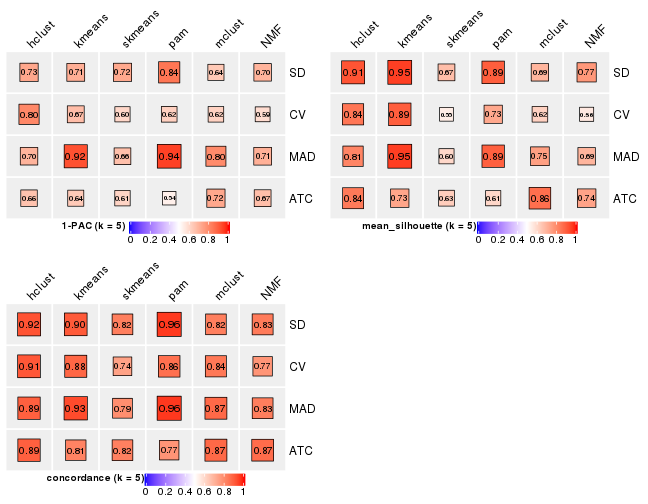 hclust kmeans skmeans pam mclust NMF
0.73 0.71 0.72 0.84 0.64 0.70 SD
0.80 0.67 0.60 0.62 0.62 0.59 CV
0.70 0.92 0.66 0.94 0.80 0.71 MAD
0.66 0.64 0.61 0.54 0.72 0.67 ATC
1-PAC (k = 5)
0 0.2 0.4 0.6 0.8 1
hclust kmeans skmeans pam mclust NMF
0.91 0.95 0.67 0.89 0.69 0.77 SD
0.84 0.89 0.55 0.73 0.62 0.58 CV
0.81 0.95 0.60 0.89 0.75 0.69 MAD
0.84 0.73 0.63 0.61 0.86 0.74 ATC
mean_silhouette (k = 5)
0 0.2 0.4 0.6 0.8 1
hclust kmeans skmeans pam mclust NMF
0.92 0.90 0.82 0.96 0.82 0.83 SD
0.91 0.88 0.74 0.86 0.84 0.77 CV
0.89 0.93 0.79 0.96 0.87 0.83 MAD
0.89 0.81 0.82 0.77 0.87 0.87 ATC
concordance (k = 5)
0 0.2 0.4 0.6 0.8 1